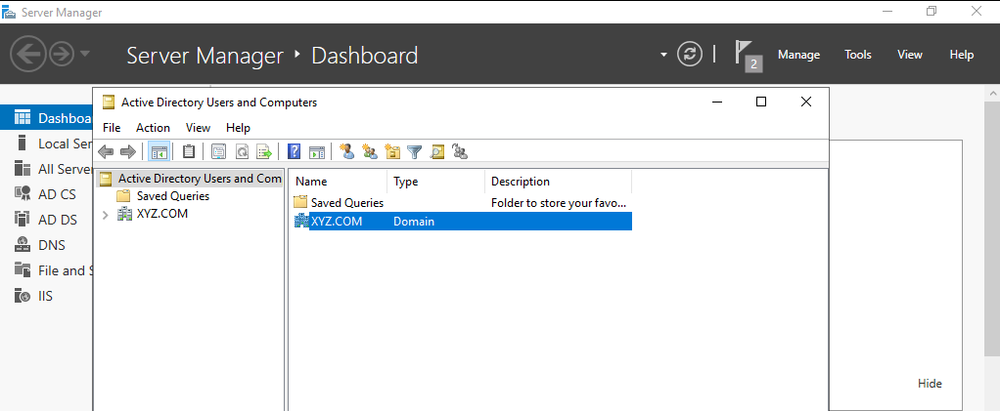 Server Manager
Server Manager • Dashboard
2
Manage Tools View Help
Active Directory Users and Computers
File Action View Help
Dashboa
Local Ser
All Server
AD CS
AD DS
DNS
File and S
IIS
Active Directory Users and Com
Saved Queries
XYZ.COM
Name Type Description
Saved Queries Folder to store your favo...
XYZ.COM Domain
Hide